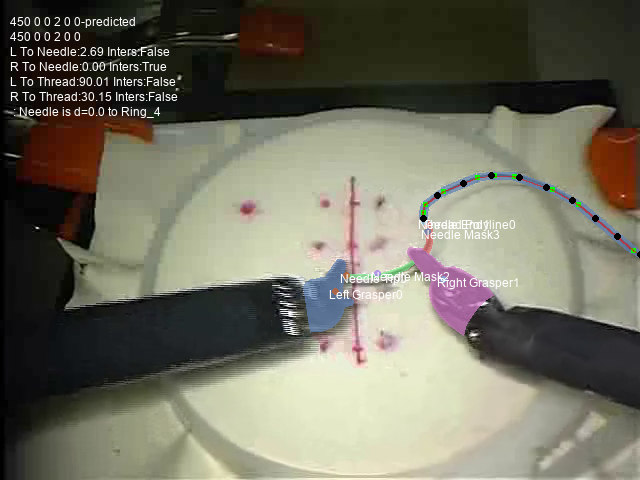 450 0 0 2 0 0-predicted
450 0 0 2 0 0
L To Needle:2.69 Inters:False
R To Needle:0.00 Inters:True
L To Thread:90.01 Inters:False
R To Thread:30.15 Inters:False
: Needle is d=0.0 to Ring_4
Needle Mask3
Needle Mask2
Right Grasper1
Left Grasper0